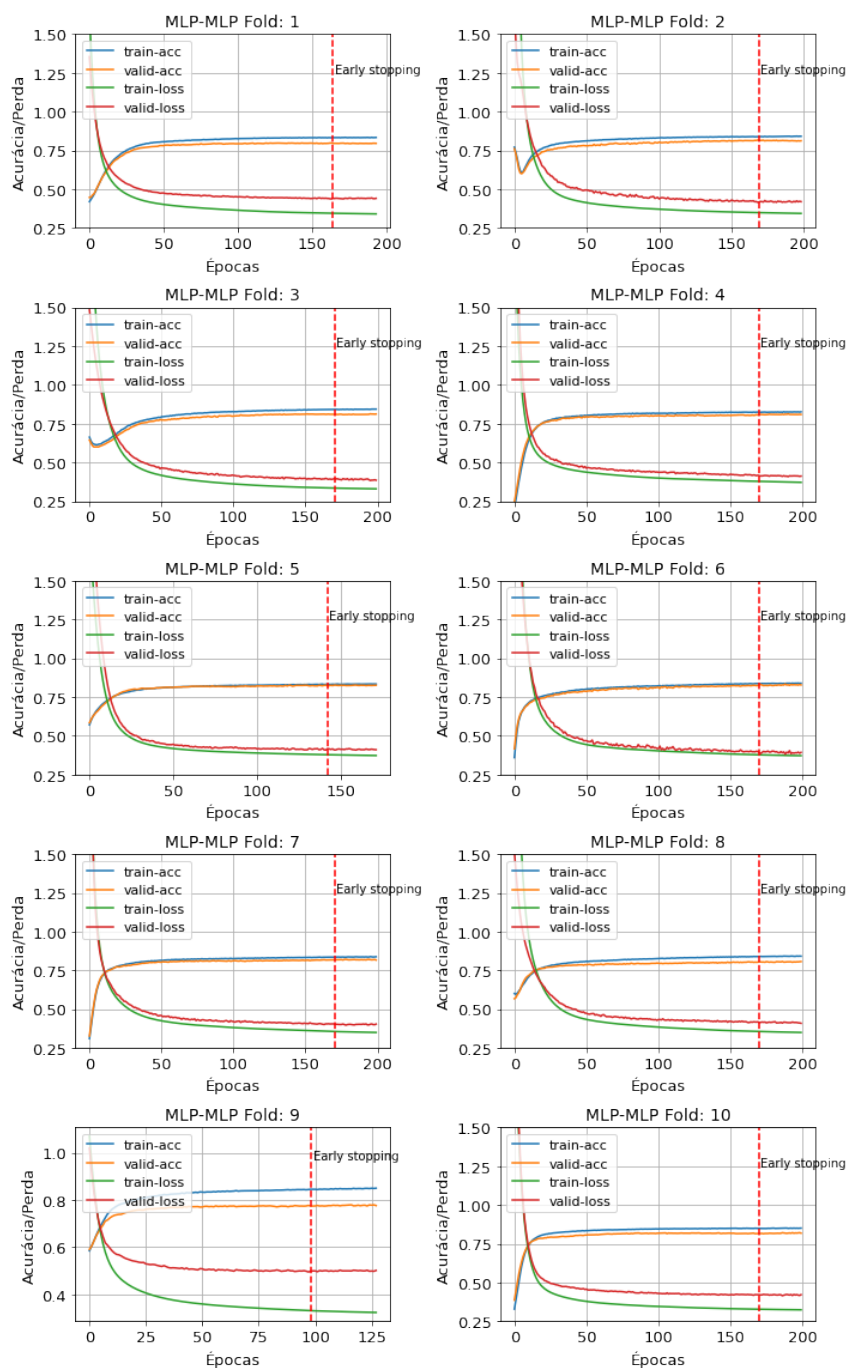 MLP-MLP Fold: 1
1.50
1.25
1.00
0.75
0.50
0.25
Acurácia/Perda
train-acc
valid-acc
train-loss
valid-loss
Early stopping
0 50 100 150 200
Épocas
MLP-MLP Fold: 2
1.50
1.25
1.00
0.75
0.50
0.25
Acurácia/Perda
train-acc
valid-acc
train-loss
valid-loss
Early stopping
0 50 100 150 200
Épocas
MLP-MLP Fold: 3
1.50
1.25
1.00
0.75
0.50
0.25
Acurácia/Perda
train-acc
valid-acc
train-loss
valid-loss
Early stopping
0 50 100 150 200
Épocas
MLP-MLP Fold: 4
1.50
1.25
1.00
0.75
0.50
0.25
Acurácia/Perda
train-acc
valid-acc
train-loss
valid-loss
Early stopping
0 50 100 150 200
Épocas
MLP-MLP Fold: 5
1.50
1.25
1.00
0.75
0.50
0.25
Acurácia/Perda
train-acc
valid-acc
train-loss
valid-loss
Early stopping
0 50 100 150
Épocas
MLP-MLP Fold: 6
1.50
1.25
1.00
0.75
0.50
0.25
Acurácia/Perda
train-acc
valid-acc
train-loss
valid-loss
Early stopping
0 50 100 150 200
Épocas
MLP-MLP Fold: 7
1.50
1.25
1.00
0.75
0.50
0.25
Acurácia/Perda
train-acc
valid-acc
train-loss
valid-loss
Early stopping
0 50 100 150 200
Épocas
MLP-MLP Fold: 8
1.50
1.25
1.00
0.75
0.50
0.25
Acurácia/Perda
train-acc
valid-acc
train-loss
valid-loss
Early stopping
0 50 100 150 200
Épocas
MLP-MLP Fold: 9
1.0
0.8
0.6
0.4
Acurácia/Perda
train-acc
valid-acc
train-loss
valid-loss
Early stopping
0 25 50 75 100 125
Épocas
MLP-MLP Fold: 10
1.50
1.25
1.00
0.75
0.50
0.25
Acurácia/Perda
train-acc
valid-acc
train-loss
valid-loss
Early stopping
0 50 100 150 200
Épocas